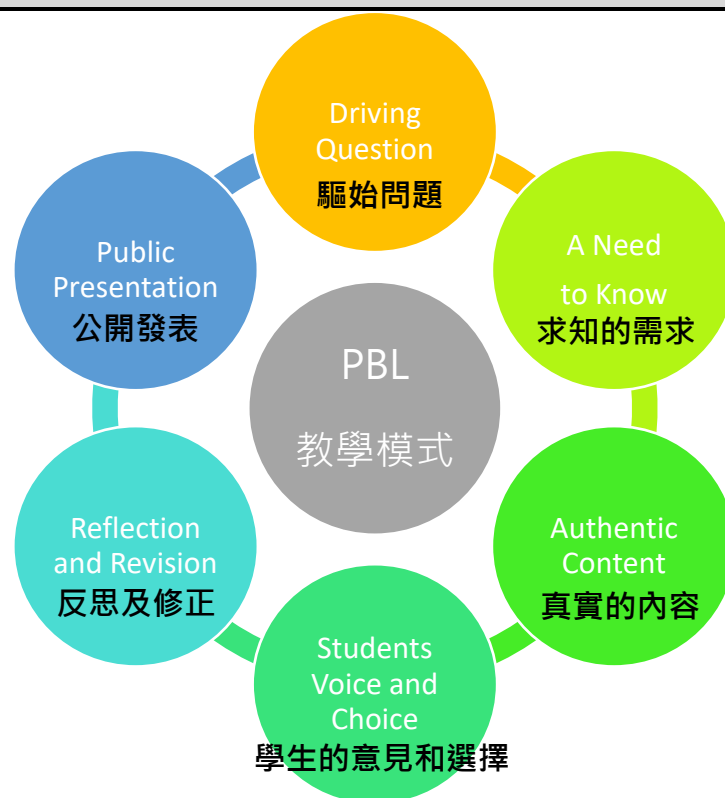 Driving
Question
驅始問題
A Need
to Know
求知的需求
Authentic
Content
真實的內容
Students
Voice and
Choice
學生的意見和選擇
Reflection
and Revision
反思及修正
Public
Presentation
公開發表
PBL
教學模式